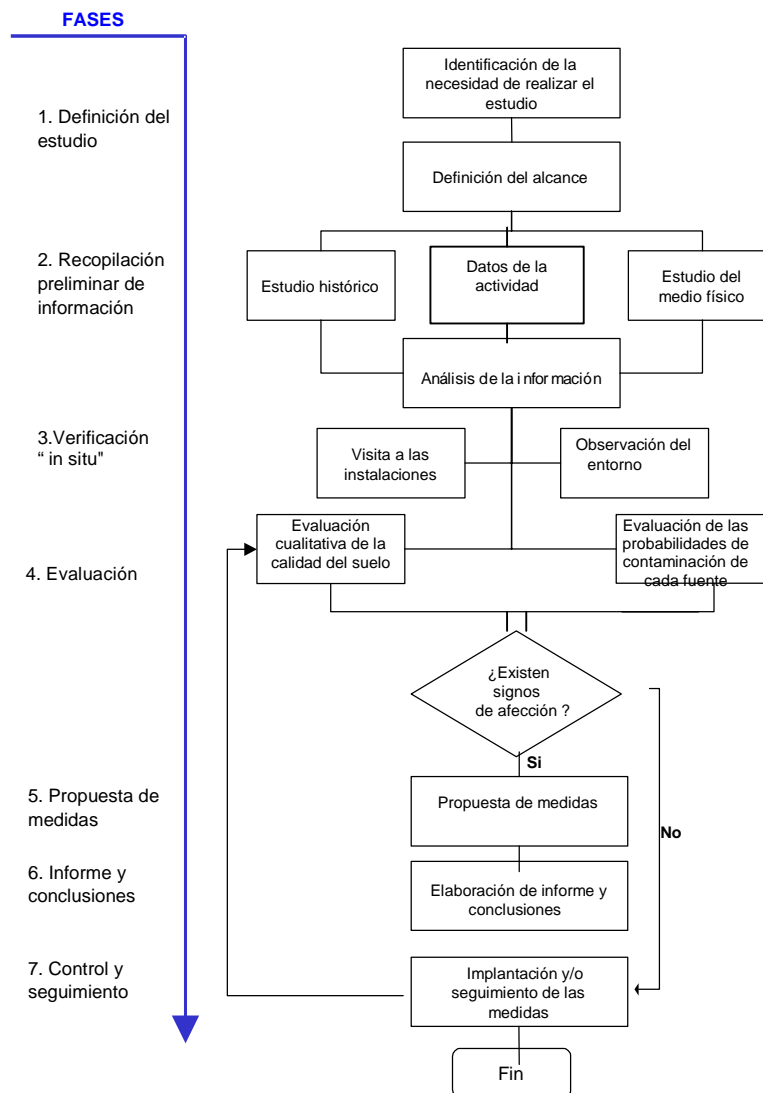 FASES
Identificación de la
necesidad de realizar el
estudio
1. Definición del
estudio
Definición del alcance
2. Recopilación
preliminar de
información
Estudio histórico
Datos de la
actividad
Estudio del
medio físico
Análisis de la información
3.Verificación
“ in situ"
Visita a las
instalaciones
Observación del
entorno
4. Evaluación
Evaluación
cualitativa de la
calidad del suelo
Evaluación de las
probabilidades de
contaminación de
cada fuente
¿Existen
signos
de afección ?
Si
No
5. Propuesta de
medidas
Propuesta de medidas
6. Informe y
conclusiones
Elaboración de informe y
conclusiones
7. Control y
seguimiento
Implantación y/o
seguimiento de las
medidas
Fin